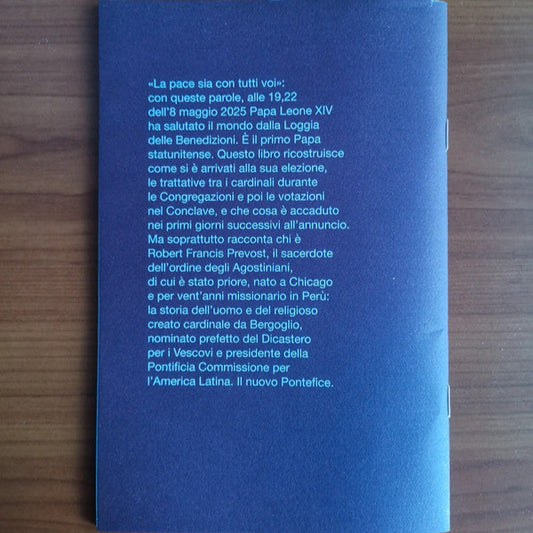 «La pace sia con tutti voi»:
con queste parole, alle 19,22
dell'8 maggio 2025 Papa Leone XIV
ha salutato il mondo dalla Loggia
delle Benedizioni. È il primo Papa
statunitense. Questo libro ricostruisce
come si è arrivati alla sua elezione,
le trattative tra i cardinali durante
le Congregazioni e poi le votazioni
nel Conclave, e che cosa è accaduto
nei primi giorni successivi all'annuncio.
Ma soprattutto racconta chi è
Robert Francis Prevost, il sacerdote
dell'ordine degli Agostiniani,
di cui è stato priore, nato a Chicago
e per vent'anni missionario in Perù:
la storia dell'uomo e del religioso
creato cardinale da Bergoglio,
nominato prefetto del Dicastero
per i Vescovi e presidente della
Pontificia Commissione per
l'America Latina. Il nuovo Pontefice.